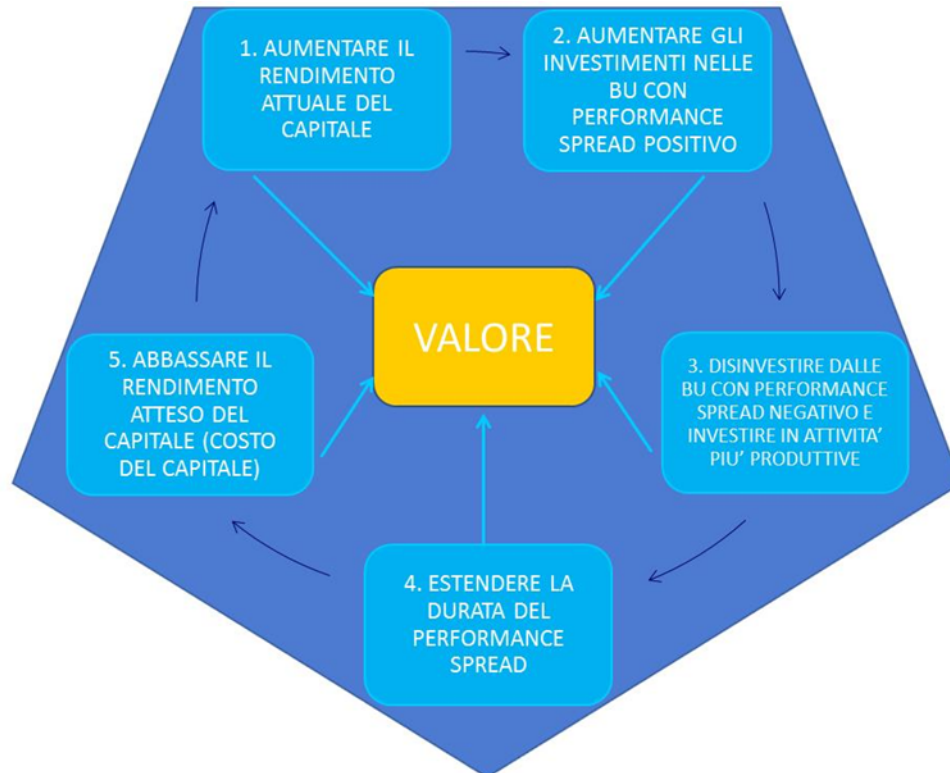 1. AUMENTARE IL
RENDIMENTO
ATTUALE DEL
CAPITALE
2. AUMENTARE GLI
INVESTIMENTI NELLE
BU CON
PERFORMANCE
SPREAD POSITIVO
VALORE
5. ABBASSARE IL
RENDIMENTO
ATTESO DEL
CAPITALE (COSTO
DEL CAPITALE)
3. DISINVESTIRE DALLE
BU CON PERFORMANCE
SPREAD NEGATIVO E
INVESTIRE IN ATTIVITA’
PIU’ PRODUTTIVE
4. ESTENDERE LA
DURATA DEL
PERFORMANCE
SPREAD